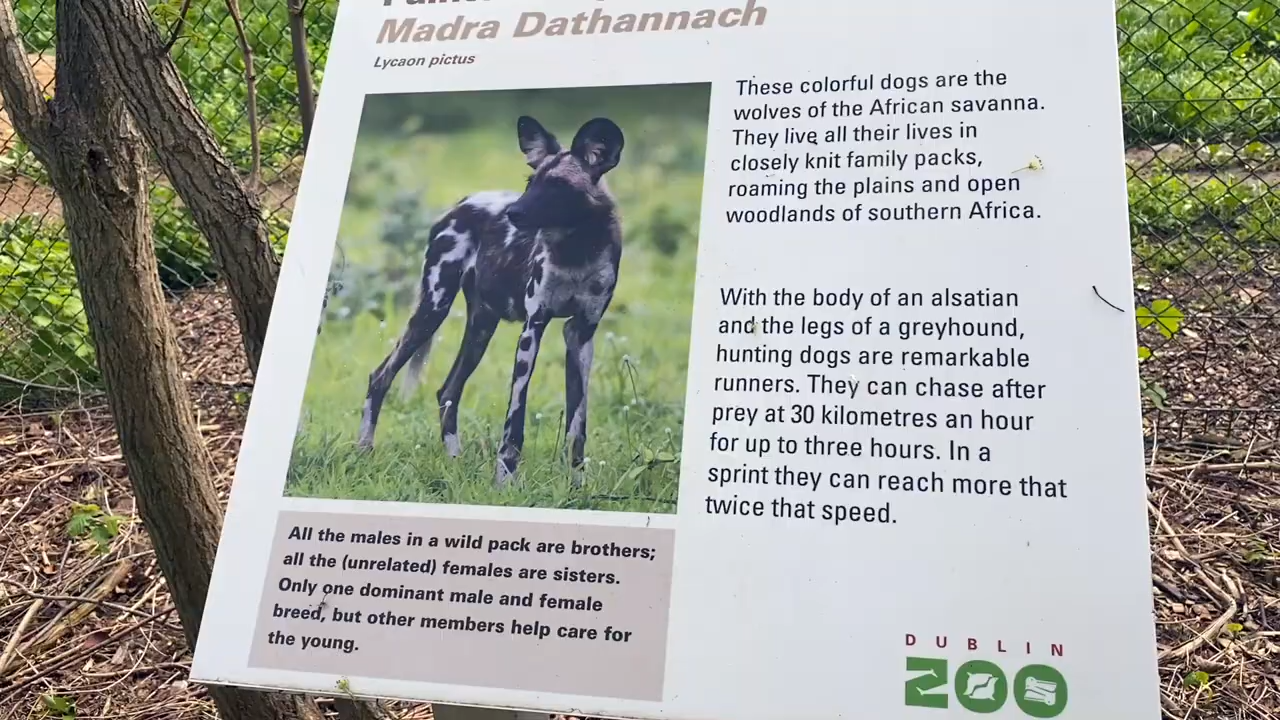 Madra Dathannach
Lycaon pictus
These colorful dogs are the
wolves of the African savanna.
They live all their lives in
closely knit family packs,
roaming the plains and open
woodlands of southern Africa.
With the body of an alsatian
and the legs of a greyhound,
hunting dogs are remarkable
runners. They can chase after
prey at 30 kilometres an hour
for up to three hours. In a
sprint they can reach more that
twice that speed.
All the males in a wild pack are brothers;
all the (unrelated) females are sisters.
Only one dominant male and female
breed, but other members help care for
the young.
DUBLIN
ZOO